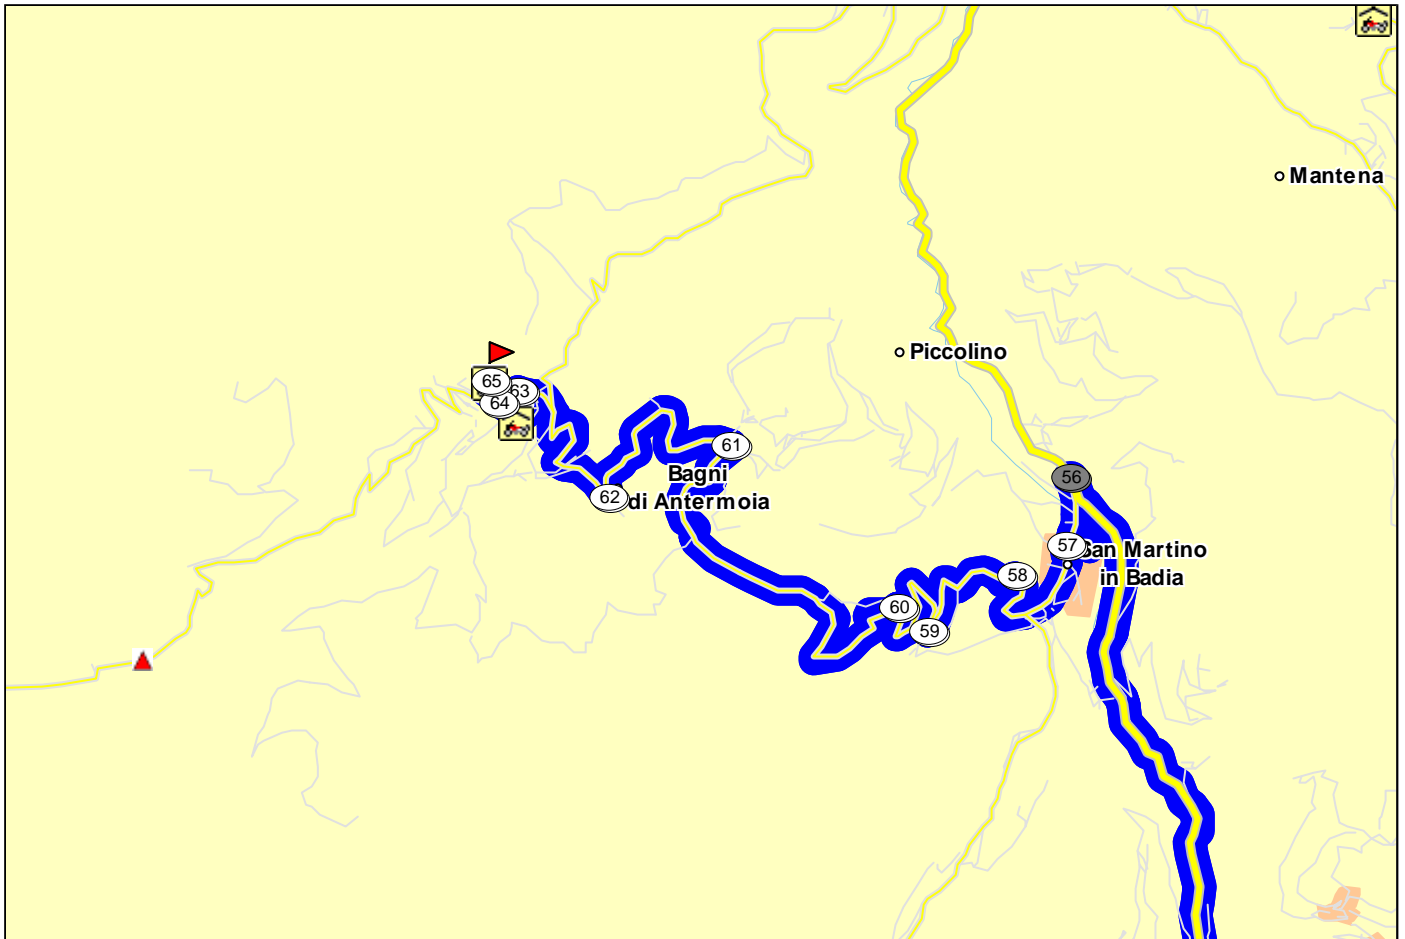 Mantena
Piccolino
65
63
64
61
Bagni
di Antermoia
62
56
57
San Martino
in Badia
58
60
59